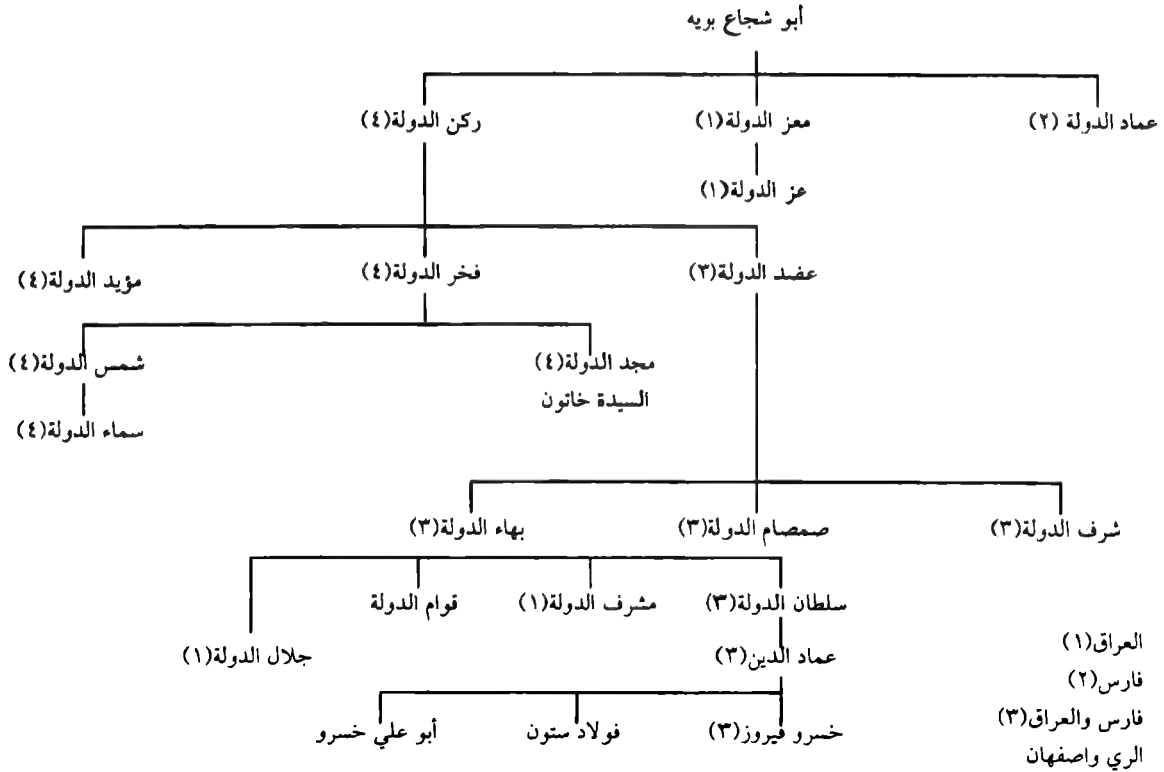 أبو شجاع بويه
عماد الدولة (٢) معز الدولة(١) ركن الدولة(٤)
عز الدولة(١)
عضد الدولة(٣) فخر الدولة(٤) مؤيد الدولة(٤)
مجد الدولة(٤) شمس الدولة(٤)
السيدة خاتون
سماء الدولة(٤)
شرف الدولة(٣) صمصام الدولة(٣) بهاء الدولة(٣)
سلطان الدولة(٣) مشرف الدولة(١) قوام الدولة
عماد الدين(٣) جلال الدولة(١)
خسرو فيروز(٣) فولاد ستون أبو علي خسرو
العراق(١)
فارس(٢)
فارس والعراق(٣)
الري واصفهان